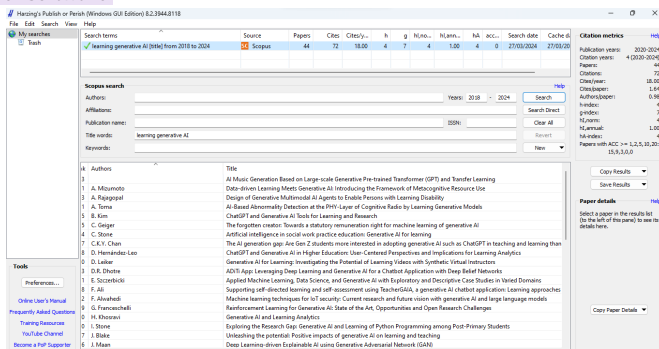 Harzing's Publish or Perish (Windows GUI Edition) 8.2.3944.8118
File Edit Search View Help
My searches
Trash
Search terms Source Papers Cites Cites/y... h g hI,no... hI,ann... hA acc... Search date Cache d
learning generative AI [title] from 2018 to 2024 Scopus 44 72 18.00 4 7 4 1.00 4 0 27/03/2024 27/03/20
Scopus search Help
Authors: Years: 2018 - 2024 Search
Affiliations: Search Direct
Publication name: ISSN: Clear All
Title words: learning generative AI Revert
Keywords: New
Authors Title
AI Music Generation Based on Large-scale Generative Pre-trained Transformer (GPT) and Transfer Learning
A. Mizumoto Data-driven Learning Meets Generative AI: Introducing the Framework of Metacognitive Resource Use
A. Rajagopal Design of Generative Multimodal AI Agents to Enable Persons with Learning Disability
A. Toma AI-Based Abnormality Detection at the PHY-Layer of Cognitive Radio by Learning Generative Models
B. Kim ChatGPT and Generative AI Tools for Learning and Research
C. Geiger The forgotten creator: Towards a statutory remuneration right for machine learning of generative AI
C. Stone Artificial intelligence in social work practice education: Generative AI for learning
C.K.Y. Chan The AI generation gap: Are Gen Z students more interested in adopting generative AI such as ChatGPT in teaching and learning than
D. Hernández-Leo ChatGPT and Generative AI in Higher Education: User-Centered Perspectives and Implications for Learning Analytics
D. Leiker Generative AI for Learning: Investigating the Potential of Learning Videos with Synthetic Virtual Instructors
D.R. Dhotre ADiTi App: Leveraging Deep Learning and Generative AI for a Chatbot Application with Deep Belief Networks
E. Szczerbicki Applied Machine Learning, Data Science, and Generative AI with Exploratory and Descriptive Case Studies in Varied Domains
F. Ali Supporting self-directed learning and self-assessment using TeacherGAIA, a generative AI chatbot application: Learning approaches
F. Alwahedi Machine learning techniques for IoT security: Current research and future vision with generative AI and large language models
G. Franceschelli Reinforcement Learning for Generative AI: State of the Art, Opportunities and Open Research Challenges
H. Khosravi Generative AI and Learning Analytics
I. Stone Exploring the Research Gap: Generative AI and Learning of Python Programming among Post-Primary Students
J. Blake Unleashing the potential: Positive impacts of generative AI on learning and teaching
J. Maan Deep Learning-driven Explainable AI using Generative Adversarial Network (GAN)
Tools
Preferences...
Online User's Manual
Frequently Asked Questions
Training Resources
YouTube Channel
Become a PoP Supporter
Citation metrics Help
Publication years: 2020-2024
Citation years: 4 (2020-2024)
Papers: 44
Citations: 72
Cites/year: 18.00
Cites/paper: 1.64
Authors/paper: 0.98
h-index: 4
g-index: 7
hI,norm: 4
hI,annual: 1.00
hA-index: 4
Papers with ACC >= 1,2,5,10,20:
15,9,3,0,0
Copy Results
Save Results
Paper details Help
Select a paper in the results list
(to the left of this pane) to see its
details here.
Copy Paper Details